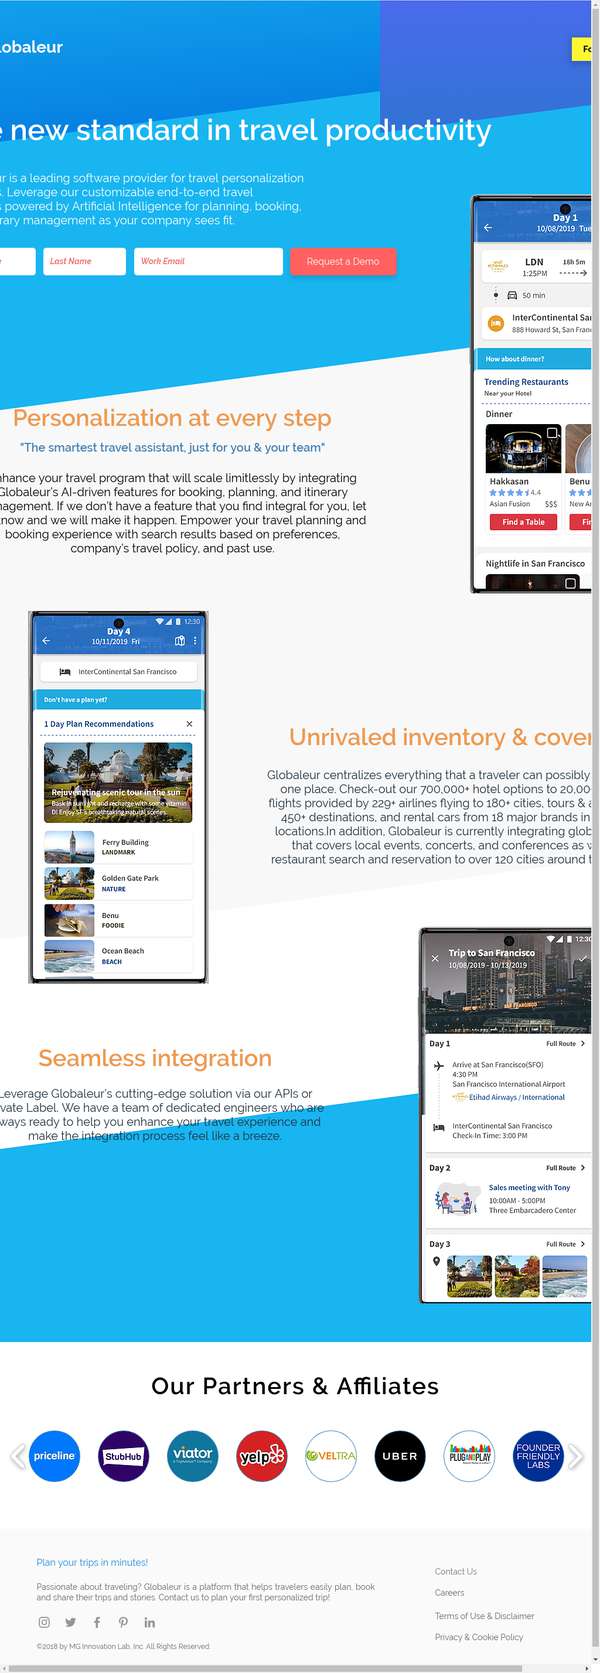 lobaleur
Fo
e new standard in travel productivity
ur is a leading software provider for travel personalization
s. Leverage our customizable end-to-end travel
s powered by Artificial Intelligence for planning, booking,
rary management as your company sees fit.
Last Name
Work Email
Request a Demo
Day 1
10/08/2019 Tue
LDN
1:25PM
16h 5m
50 min
InterContinental Sa
888 Howard St, San Franc
How about dinner?
Trending Restaurants
Near your Hotel
Dinner
Hakkasan
4.4
Asian Fusion
$$$
Find a Table
Benu
New A
Fi
Nightlife in San Francisco
Personalization at every step
"The smartest travel assistant, just for you & your team"
nhance your travel program that will scale limitlessly by integrating
Globaleur's AI-driven features for booking, planning, and itinerary
nagement. If we don't have a feature that you find integral for you, let
now and we will make it happen. Empower your travel planning and
booking experience with search results based on preferences,
company's travel policy, and past use.
12:30
Day 4
10/11/2019 Fri
InterContinental San Francisco
Don't have a plan yet?
1 Day Plan Recommendations
Rejuvenating scenic tour in the sun
Bask in sunlight and recharge with some vitamin
D! Enjoy SF's breathtaking natural scenes.
Ferry Building
LANDMARK
Golden Gate Park
NATURE
Benu
FOODIE
Ocean Beach
BEACH
Unrivaled inventory & cover
Globaleur centralizes everything that a traveler can possibly
one place. Check-out our 700,000+ hotel options to 20,00
flights provided by 229+ airlines flying to 180+ cities, tours &
450+ destinations, and rental cars from 18 major brands in
locations.In addition, Globaleur is currently integrating glob
that covers local events, concerts, and conferences as w
restaurant search and reservation to over 120 cities around t
12:30
Trip to San Francisco
10/08/2019 - 10/13/2019
Day 1
Full Route
Arrive at San Francisco(SFO)
4:30 PM
San Francisco International Airport
Etihad Airways / International
InterContinental San Francisco
Check-In Time: 3:00 PM
Day 2
Full Route
Sales meeting with Tony
10:00AM - 5:00PM
Three Embarcadero Center
Day 3
Full Route
Seamless integration
Leverage Globaleur's cutting-edge solution via our APIs or
ivate Label. We have a team of dedicated engineers who are
ways ready to help you enhance your travel experience and
make the integration process feel like a breeze.
Our Partners & Affiliates
priceline
StubHub
viator
yelp
VELTRA
UBER
PLUGANDPLAY
FOUNDER
FRIENDLY
LABS
Plan your trips in minutes!
Passionate about traveling? Globaleur is a platform that helps travelers easily plan, book
and share their trips and stories. Contact us to plan your first personalized trip!
©2018 by MG Innovation Lab, Inc. All Rights Reserved
Contact Us
Careers
Terms of Use & Disclaimer
Privacy & Cookie Policy